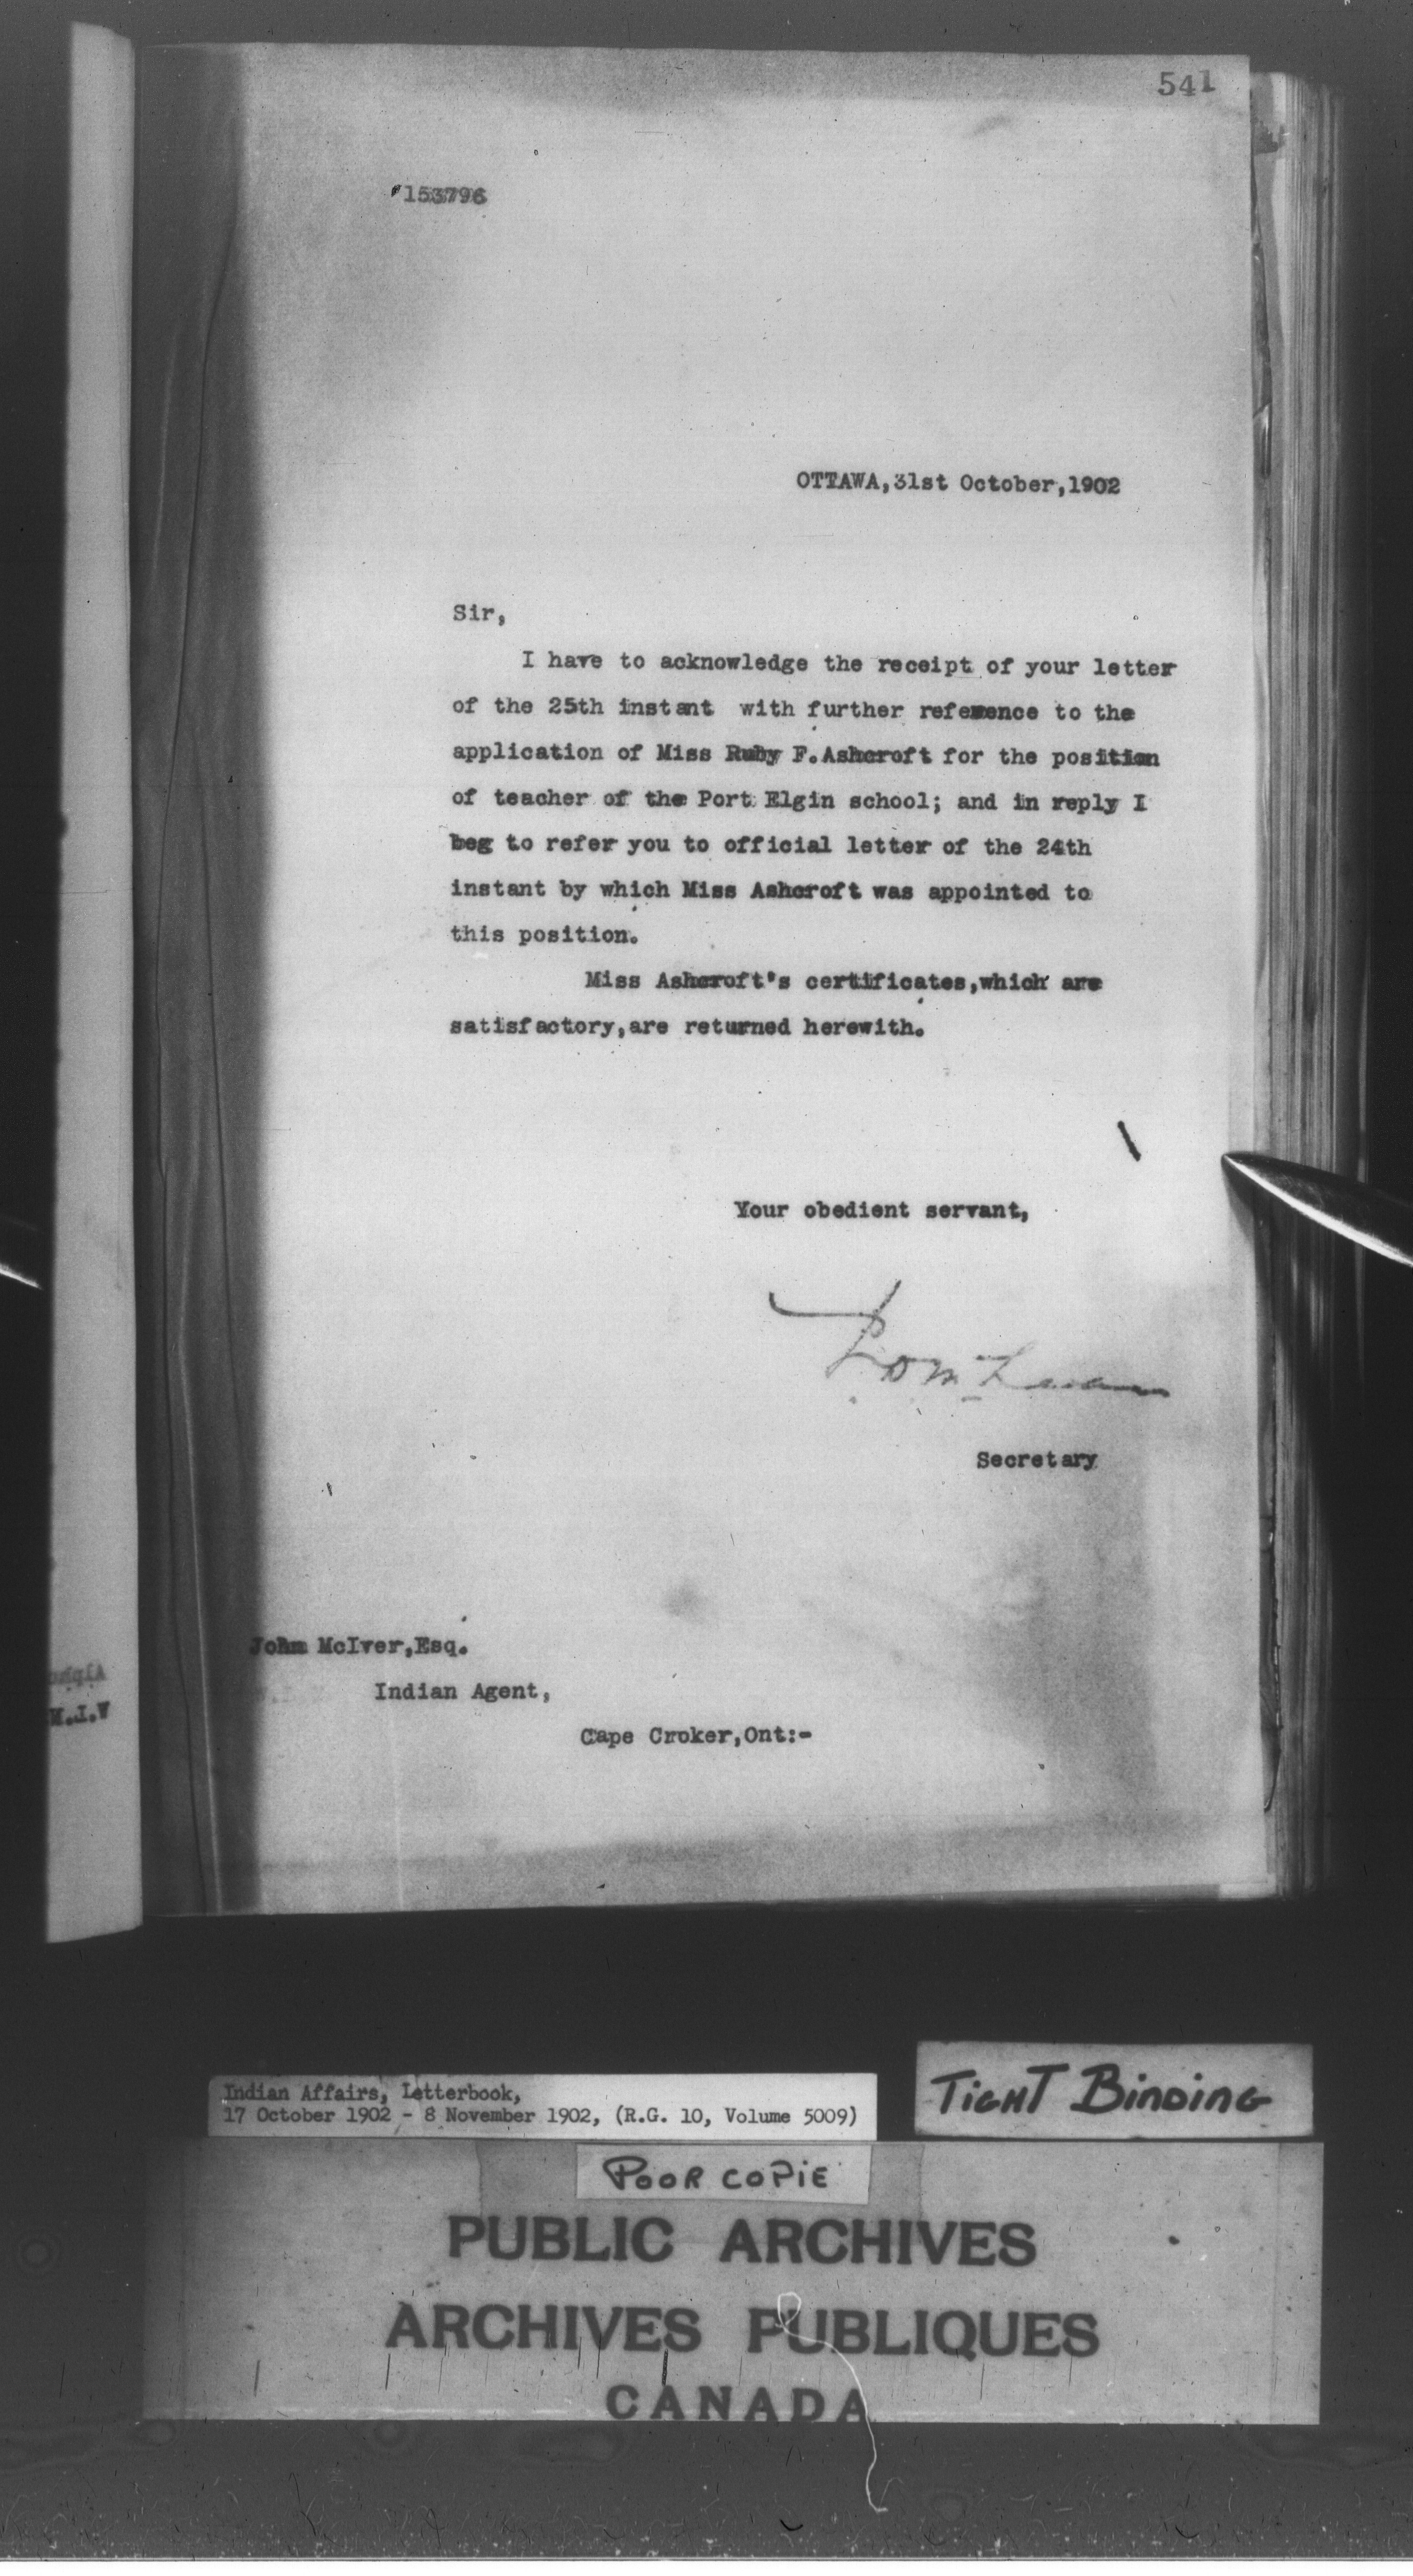 541
153796
OTTAWA, 31st October, 1902
Sir,
I have to acknowledge the receipt of your letter
of the 25th instant with further reference to the
application of Miss Ruby F. Ashcroft for the position
of teacher of the Port Elgin school; and in reply I
beg to refer you to official letter of the 24th
instant by which Miss Ashcroft was appointed to
this position.
Miss Ashcroft's certificates, which are
satisfactory, are returned herewith.
Your obedient servant,
Secretary
John McIver, Esq.
Indian Agent,
Cape Croker, Ont:-
Indian Affairs, Letterbook,
17 October 1902 - 8 November 1902, (R.G. 10, Volume 5009)
TIGHT BINDING
POOR COPIE
PUBLIC ARCHIVES
ARCHIVES PUBLIQUES
CANADA